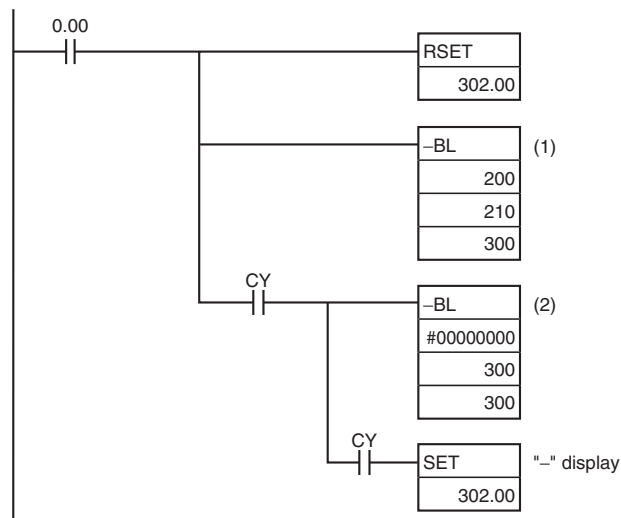 0.00
RSET
302.00
–BL (1)
200
210
300
CY
–BL (2)
#00000000
300
300
CY
SET "–" display
302.00